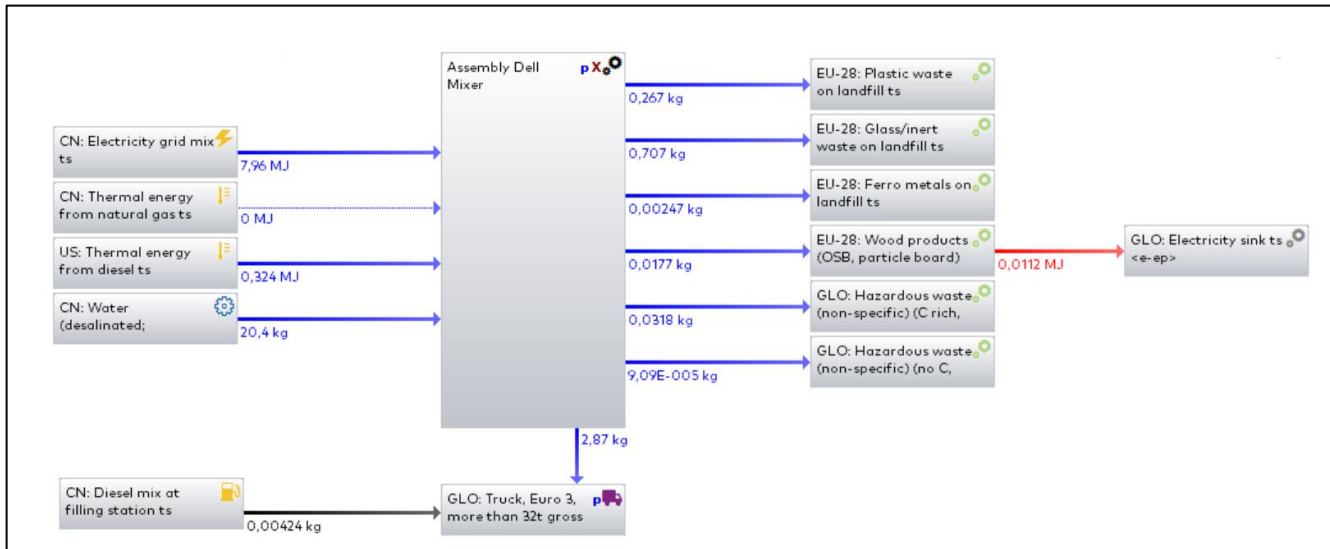 Assembly Dell
Mixer
pX
CN: Electricity grid mix
ts
7,96 MJ
CN: Thermal energy
from natural gas ts
0 MJ
US: Thermal energy
from diesel ts
0,324 MJ
CN: Water
(desalinated;
20,4 kg
EU-28: Plastic waste
on landfill ts
0,267 kg
EU-28: Glass/inert
waste on landfill ts
0,707 kg
EU-28: Ferro metals on
landfill ts
0,00247 kg
EU-28: Wood products
(OSB, particle board)
0,0177 kg
0,0112 MJ
GLO: Electricity sink ts
<e-ep>
GLO: Hazardous waste
(non-specific) (C rich,
0,0318 kg
GLO: Hazardous waste
(non-specific) (no C,
9,09E-005 kg
2,87 kg
CN: Diesel mix at
filling station ts
0,00424 kg
GLO: Truck, Euro 3,
more than 32t gross
p